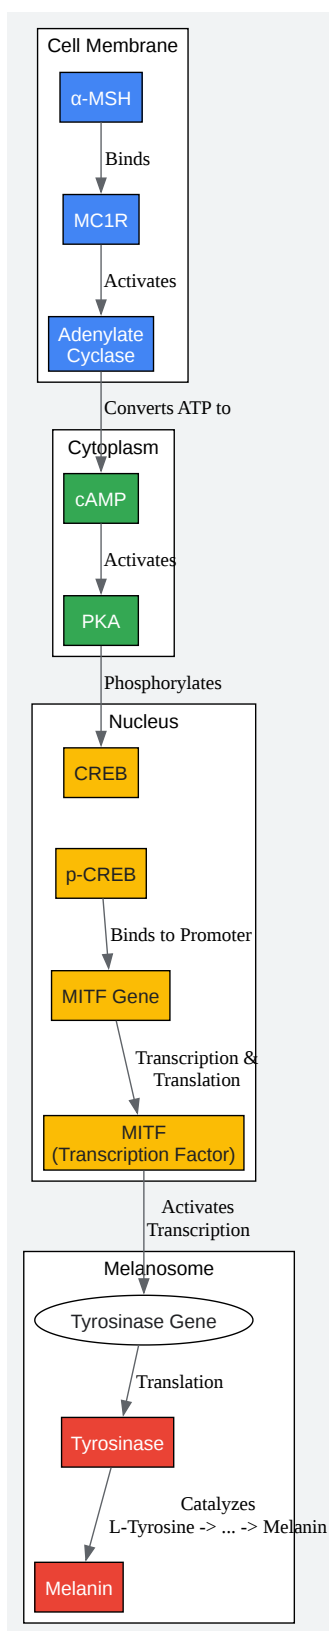 Cell Membrane
α-MSH
Binds
MC1R
Activates
Adenylate
Cyclase
Converts ATP to
Cytoplasm
cAMP
Activates
PKA
Phosphorylates
Nucleus
CREB
p-CREB
Binds to Promoter
MITF Gene
Transcription &
Translation
MITF
(Transcription Factor)
Activates
Transcription
Melanosome
Tyrosinase Gene
Translation
Tyrosinase
Catalyzes
L-Tyrosine -> ... -> Melanin
Melanin